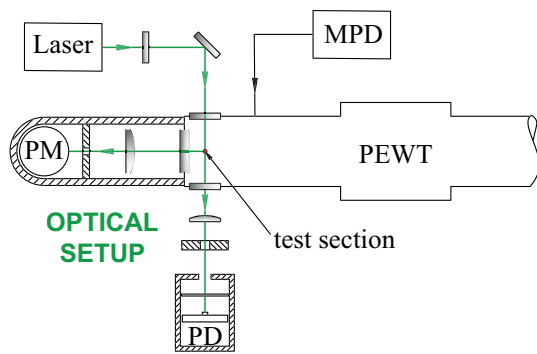 Laser
MPD
PM
PEWT
OPTICAL
SETUP
test section
PD